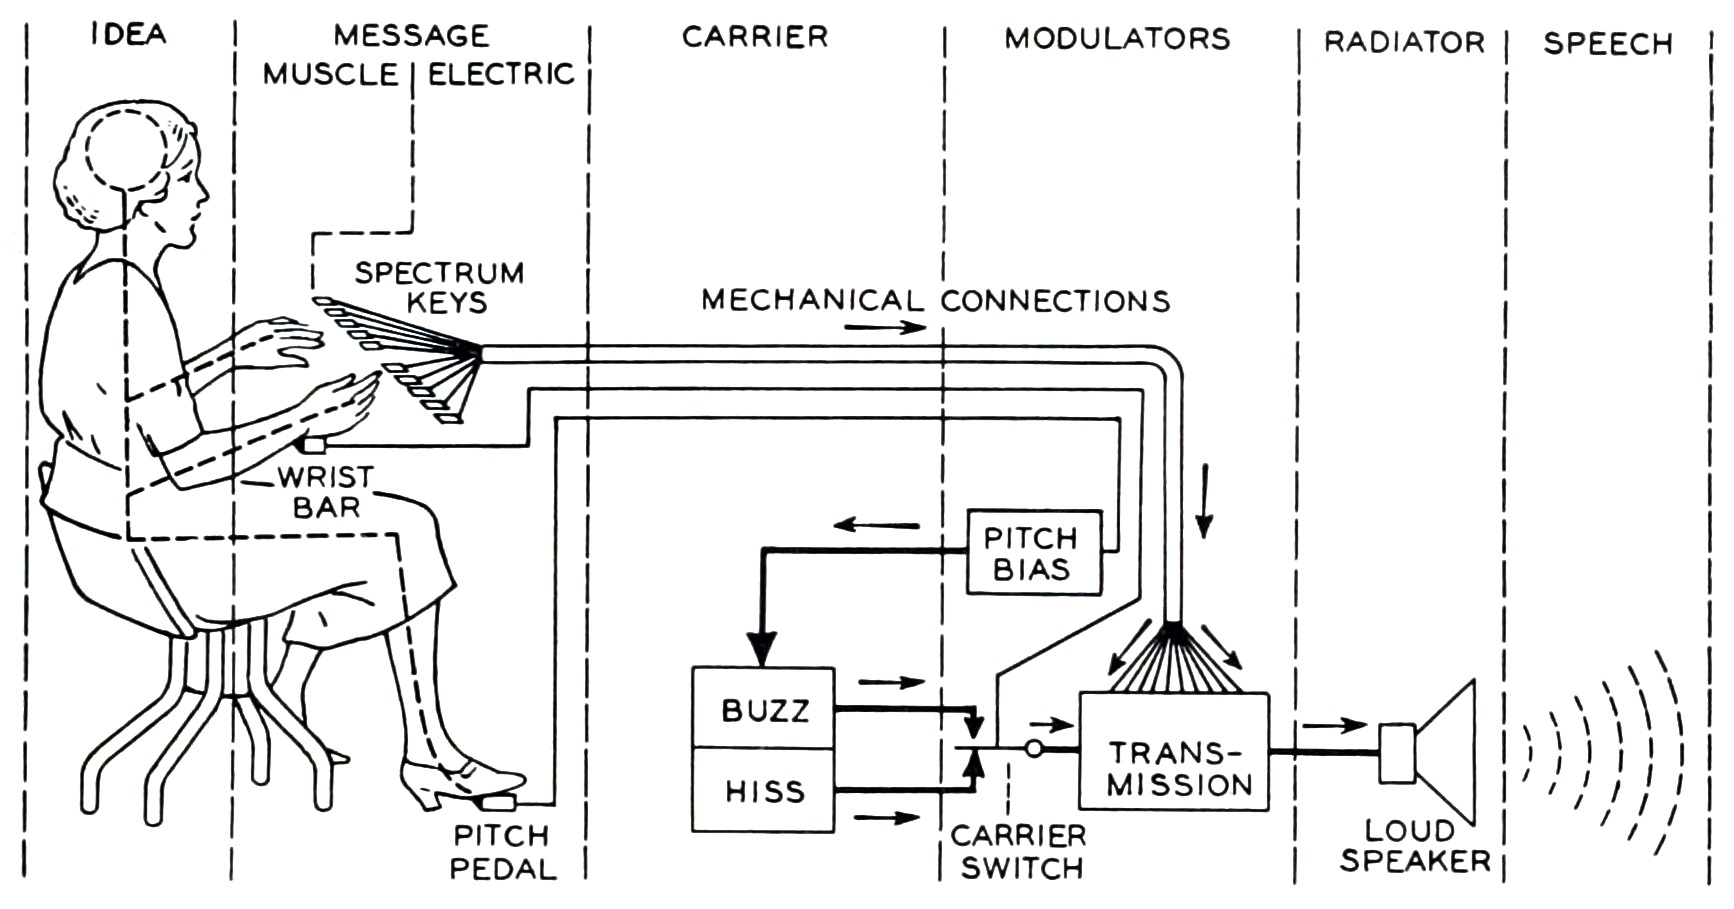 IDEA
MESSAGE
MUSCLE | ELECTRIC
CARRIER
MODULATORS
RADIATOR
SPEECH
SPECTRUM
KEYS
MECHANICAL CONNECTIONS
WRIST
BAR
PITCH
BIAS
BUZZ
HISS
TRANS-
MISSION
CARRIER
SWITCH
PITCH
PEDAL
LOUD
SPEAKER